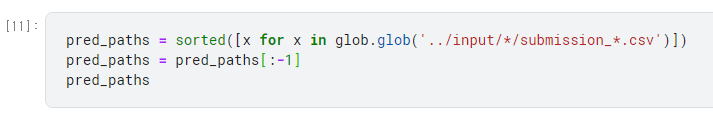 [11]:
pred_paths = sorted([x for x in glob.glob('../input/*/submission_*.csv')])
pred_paths = pred_paths[:-1]
pred_paths